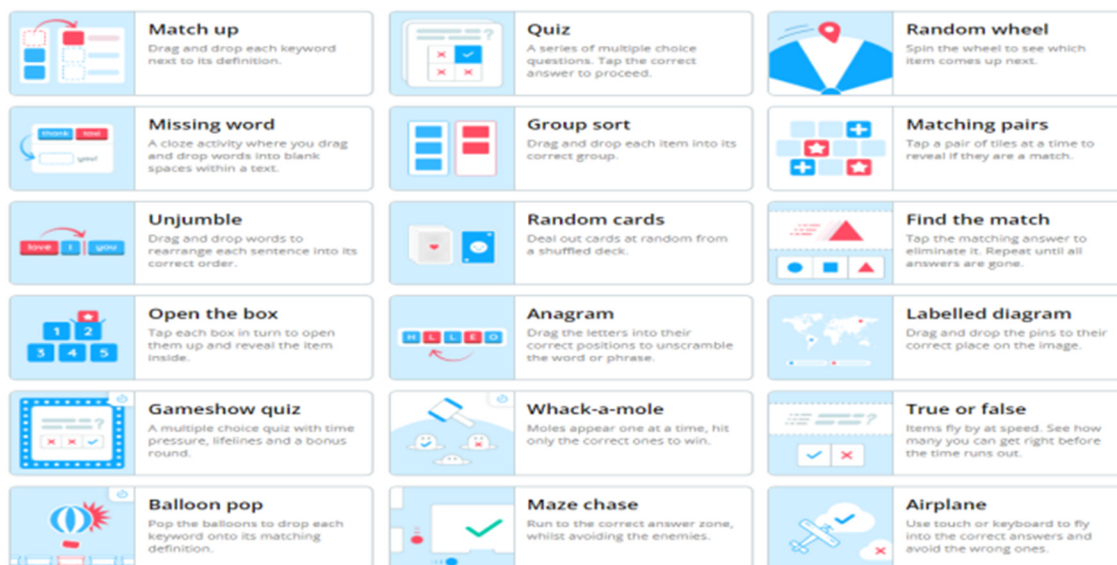 Match up
Drag and drop each keyword
next to its definition.
?
Quiz
A series of multiple choice
questions. Tap the correct
answer to proceed.
Random wheel
Spin the wheel to see which
item comes up next.
thank
law
you!
Missing word
A cloze activity where you drag
and drop words into blank
spaces within a text.
Group sort
Drag and drop each item into its
correct group.
Matching pairs
Tap a pair of tiles at a time to
reveal if they are a match.
love I you
Unjumble
Drag and drop words to
rearrange each sentence into its
correct order.
Random cards
Deal out cards at random from
a shuffled deck.
Find the match
Tap the matching answer to
eliminate it. Repeat until all
answers are gone.
1 2
3 4 5
Open the box
Tap each box in turn to open
them up and reveal the item
inside.
H L L E O
Anagram
Drag the letters into their
correct positions to unscramble
the word or phrase.
Labelled diagram
Drag and drop the pins to their
correct place on the image.
?
Gameshow quiz
A multiple choice quiz with time
pressure, lifelines and a bonus
round.
Whack-a-mole
Moles appear one at a time, hit
only the correct ones to win.
?
True or false
Items fly by at speed. See how
many you can get right before
the time runs out.
Balloon pop
Pop the balloons to drop each
keyword onto its matching
definition.
Maze chase
Run to the correct answer zone,
whilst avoiding the enemies.
Airplane
Use touch or keyboard to fly
into the correct answers and
avoid the wrong ones.